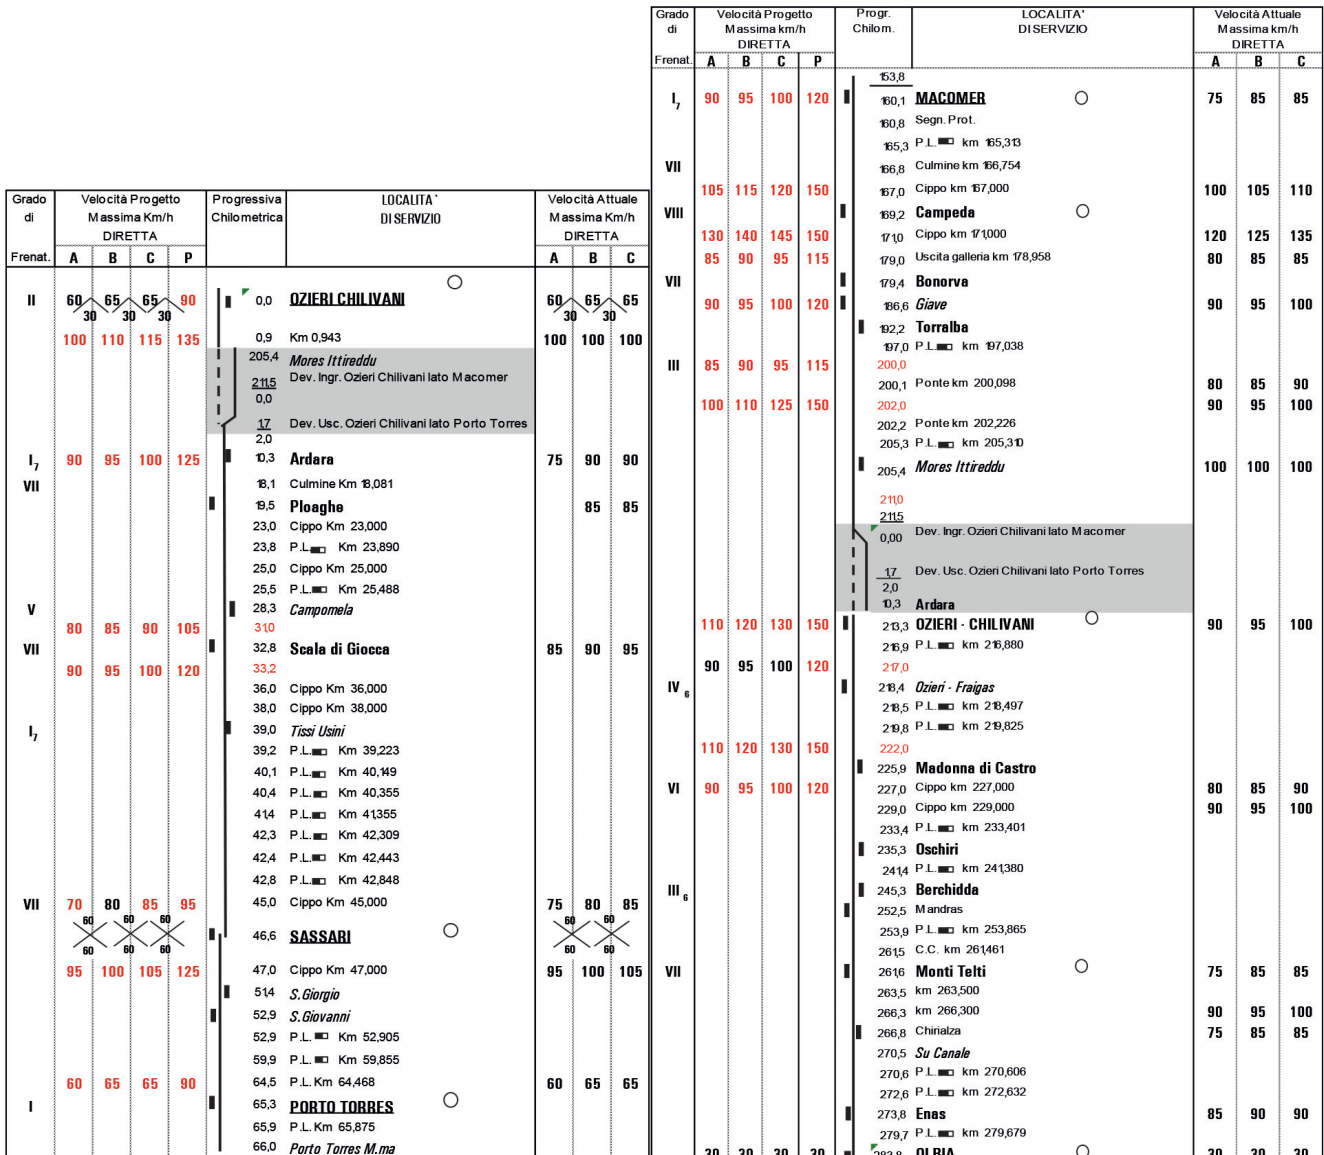 Grado Velocità Progetto Progressiva LOCALITA` Velocità Attuale
di Massima Km/h Chilometrica DI SERVIZIO Massima Km/h
DIRETTA DIRETTA
Frenat. A B C P A B C
II 60 65 65 90 0,0 OZIERI CHILIVANI 60 65 65
30 30 30 30 30
0,9 Km 0,943
100 110 115 135 100 100 100
205,4 Mores Ittireddu
211,5 Dev. Ingr. Ozieri Chilivani lato Macomer
0,0
1,7 Dev. Usc. Ozieri Chilivani lato Porto Torres
2,0
I7 90 95 100 125 10,3 Ardara 75 90 90
VII 18,1 Culmine Km 18,081
19,5 Ploaghe 85 85
23,0 Cippo Km 23,000
23,8 P.L. Km 23,890
25,0 Cippo Km 25,000
25,5 P.L. Km 25,488
V 28,3 Campomela
80 85 90 105 31,0
VII 32,8 Scala di Giocca 85 90 95
90 95 100 120 33,2
36,0 Cippo Km 36,000
38,0 Cippo Km 38,000
I7 39,0 Tissi Usini
39,2 P.L. Km 39,223
40,1 P.L. Km 40,149
40,4 P.L. Km 40,355
41,4 P.L. Km 41,355
42,3 P.L. Km 42,309
42,4 P.L. Km 42,443
42,8 P.L. Km 42,848
VII 70 80 85 95 45,0 Cippo Km 45,000 75 80 85
60 60 60 60 60
46,6 SASSARI
60 60 60 60 60
95 100 105 125 47,0 Cippo Km 47,000 95 100 105
51,4 S.Giorgio
52,9 S.Giovanni
52,9 P.L. Km 52,905
59,9 P.L. Km 59,855
60 65 65 90 64,5 P.L. Km 64,468 60 65 65
I 65,3 PORTO TORRES
65,9 P.L. Km 65,875
66,0 Porto Torres M.ma
Grado Velocità Progetto Progr. LOCALITA' Velocità Attuale
di Massima km/h Chilom. DI SERVIZIO Massima km/h
DIRETTA DIRETTA
Frenat. A B C P A B C
153,8
I7 90 95 100 120 160,1 MACOMER 75 85 85
160,8 Segn. Prot.
165,3 P.L. km 165,313
VII 166,8 Culmine km 166,754
105 115 120 150 167,0 Cippo km 167,000 100 105 110
VIII 169,2 Campeda
130 140 145 150 171,0 Cippo km 171,000 120 125 135
85 90 95 115 179,0 Uscita galleria km 178,958 80 85 85
VII 179,4 Bonorva
90 95 100 120 186,6 Giave 90 95 100
192,2 Torralba
197,0 P.L. km 197,038
III 85 90 95 115 200,0
200,1 Ponte km 200,098 80 85 90
100 110 125 150 202,0 90 95 100
202,2 Ponte km 202,226
205,3 P.L. km 205,310
205,4 Mores Ittireddu 100 100 100
211,0
211,5
0,00 Dev. Ingr. Ozieri Chilivani lato Macomer
1,7 Dev. Usc. Ozieri Chilivani lato Porto Torres
2,0
10,3 Ardara
110 120 130 150 213,3 OZIERI - CHILIVANI 90 95 100
216,9 P.L. km 216,880
90 95 100 120 217,0
IV 6 218,4 Ozieri - Fraigas
218,5 P.L. km 218,497
219,8 P.L. km 219,825
110 120 130 150 222,0
225,9 Madonna di Castro
VI 90 95 100 120 227,0 Cippo km 227,000 80 85 90
229,0 Cippo km 229,000 90 95 100
233,4 P.L. km 233,401
235,3 Oschiri
241,4 P.L. km 241,380
III 6 245,3 Berchidda
252,5 Mandras
253,9 P.L. km 253,865
261,5 C.C. km 261,461
VII 261,6 Monti Telti 75 85 85
263,5 km 263,500
266,3 km 266,300 90 95 100
266,8 Chirialza 75 85 85
270,5 Su Canale
270,6 P.L. km 270,606
272,6 P.L. km 272,632
273,8 Enas 85 90 90
279,7 P.L. km 279,679
30 30 30 30 283,8 OLBIA 30 30 30